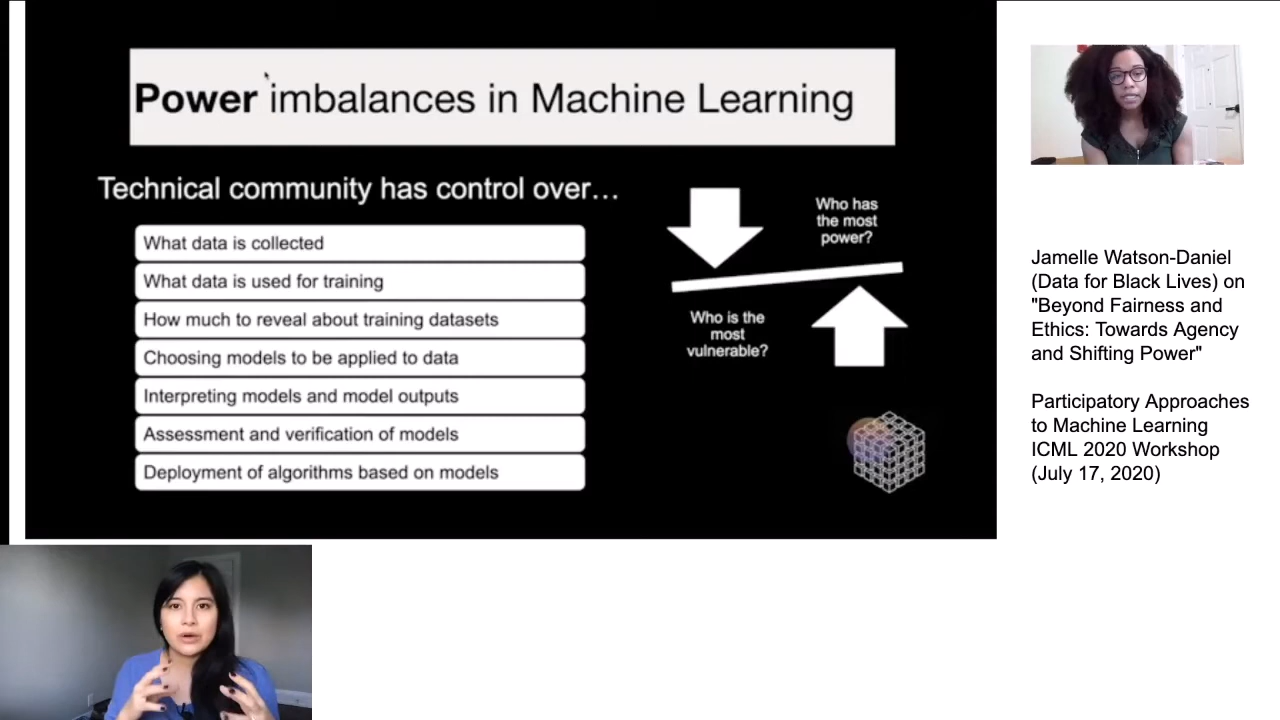 Power imbalances in Machine Learning
Technical community has control over…
What data is collected
What data is used for training
How much to reveal about training datasets
Choosing models to be applied to data
Interpreting models and model outputs
Assessment and verification of models
Deployment of algorithms based on models
Who has
the most
power?
Who is the
most
vulnerable?
Jamelle Watson-Daniel
(Data for Black Lives) on
"Beyond Fairness and
Ethics: Towards Agency
and Shifting Power"
Participatory Approaches
to Machine Learning
ICML 2020 Workshop
(July 17, 2020)